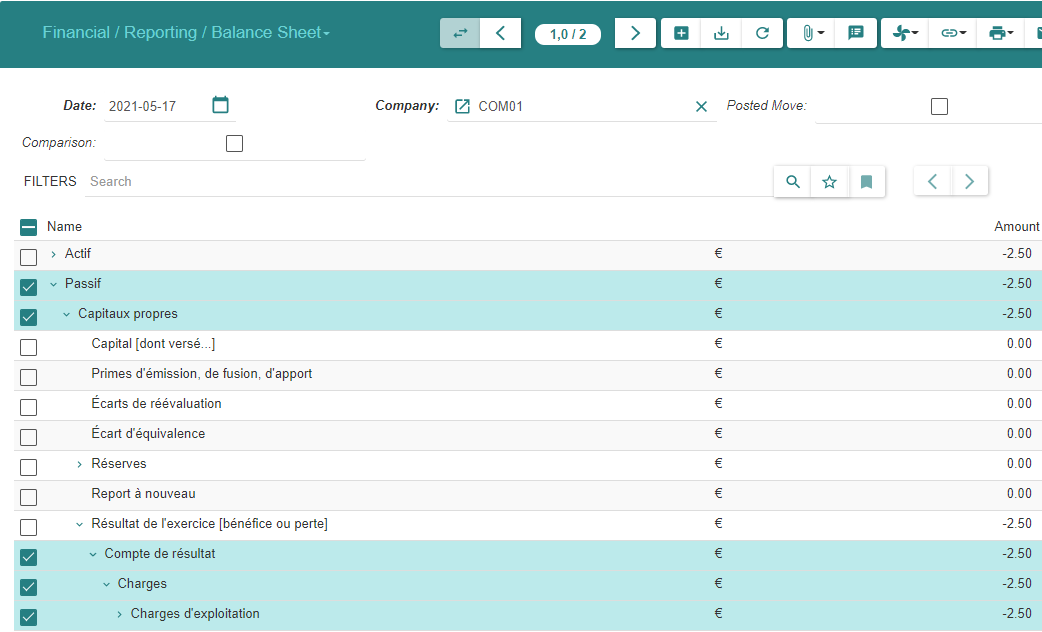 Financial / Reporting / Balance Sheet
1,0 / 2
Date: 2021-05-17 Company: COM01 Posted Move:
Comparison:
FILTERS Search
Name Amount
Actif € -2.50
Passif € -2.50
Capitaux propres € -2.50
Capital [dont versé...] € 0.00
Primes d'émission, de fusion, d'apport € 0.00
Écarts de réévaluation € 0.00
Écart d'équivalence € 0.00
Réserves € 0.00
Report à nouveau € 0.00
Résultat de l'exercice [bénéfice ou perte] € -2.50
Compte de résultat € -2.50
Charges € -2.50
Charges d'exploitation € -2.50